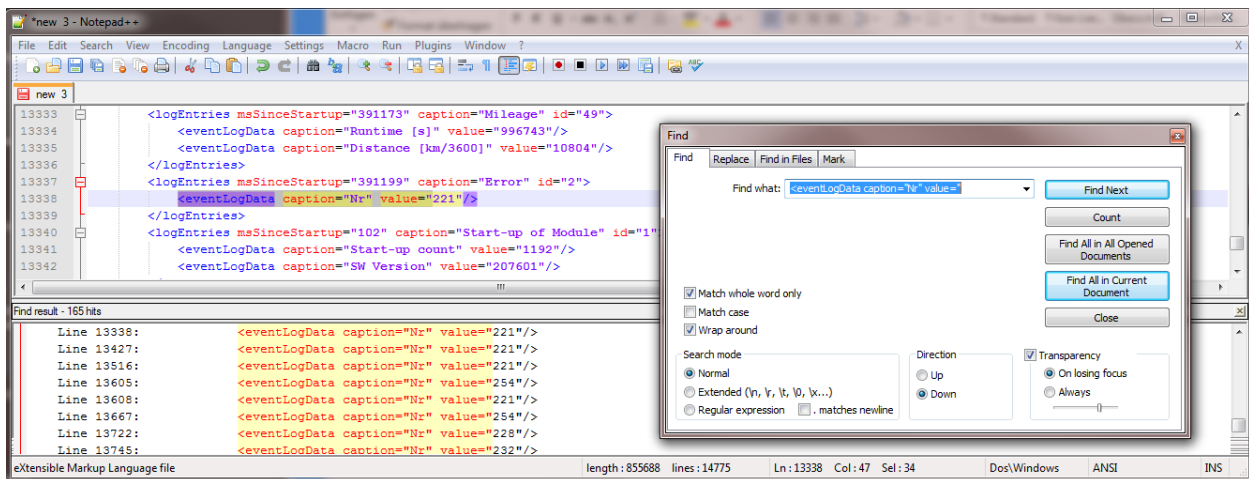 *new 3 - Notepad++
File Edit Search View Encoding Language Settings Macro Run Plugins Window ?
X
new 3
13333 <logEntries msSinceStartup="391173" caption="Mileage" id="49">
13334 <eventLogData caption="Runtime [s]" value="996743"/>
13335 <eventLogData caption="Distance [km/3600]" value="10804"/>
13336 </logEntries>
13337 <logEntries msSinceStartup="391199" caption="Error" id="2">
13338 <eventLogData caption="Nr" value="221"/>
13339 </logEntries>
13340 <logEntries msSinceStartup="102" caption="Start-up of Module" id="1"
13341 <eventLogData caption="Start-up count" value="1192"/>
13342 <eventLogData caption="SW Version" value="207601"/>
Find result - 165 hits
Line 13338: <eventLogData caption="Nr" value="221"/>
Line 13427: <eventLogData caption="Nr" value="221"/>
Line 13516: <eventLogData caption="Nr" value="221"/>
Line 13605: <eventLogData caption="Nr" value="254"/>
Line 13608: <eventLogData caption="Nr" value="221"/>
Line 13667: <eventLogData caption="Nr" value="254"/>
Line 13722: <eventLogData caption="Nr" value="228"/>
Line 13745: <eventLogData caption="Nr" value="232"/>
Find
Find Replace Find in Files Mark
Find what: <eventLogData caption="Nr" value="
Find Next
Count
Find All in All Opened
Documents
Find All in Current
Document
Close
Match whole word only
Match case
Wrap around
Search mode
Normal
Extended (\n, \r, \t, \0, \x...)
Regular expression . matches newline
Direction
Up
Down
Transparency
On losing focus
Always
eXtensible Markup Language file length : 855688 lines : 14775 Ln : 13338 Col : 47 Sel : 34 Dos\Windows ANSI INS